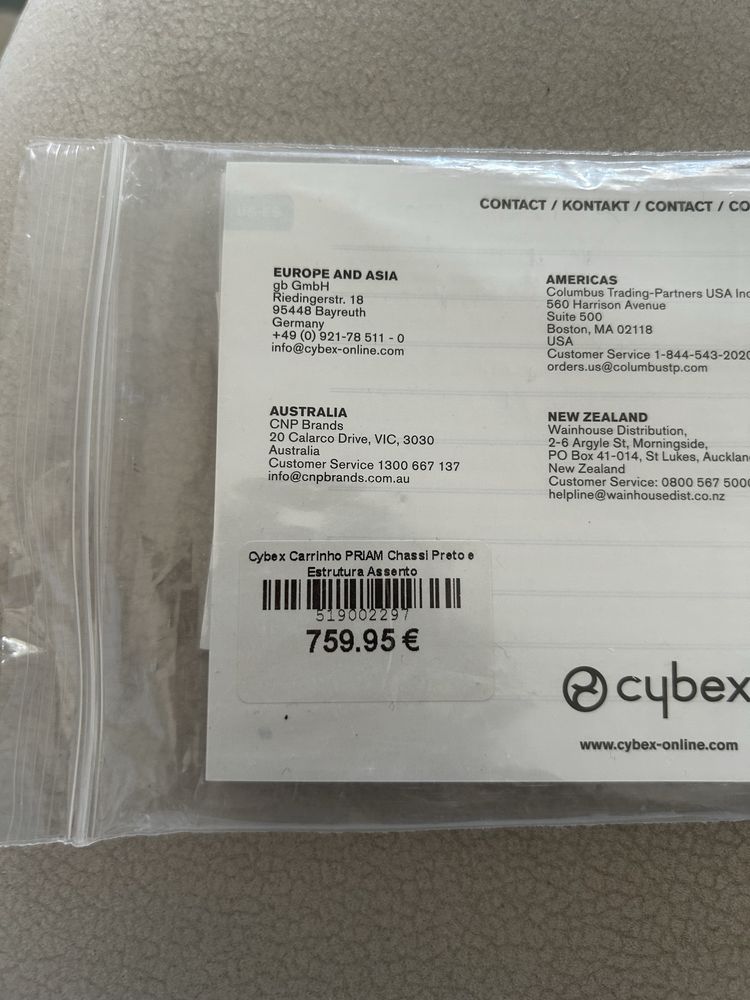 CONTACT / KONTAKT / CONTACT /
EUROPE AND ASIA
gb GmbH
Riedingerstr. 18
95448 Bayreuth
Germany
+49 (0) 921-78 511 - 0
info@cybex-online.com
AMERICAS
Columbus Trading-Partners USA Inc
560 Harrison Avenue
Suite 500
Boston, MA 02118
USA
Customer Service 1-844-543-2020
orders.us@columbustp.com
AUSTRALIA
CNP Brands
20 Calarco Drive, VIC, 3030
Australia
Customer Service 1300 667 137
info@cnpbrands.com.au
NEW ZEALAND
Wainhouse Distribution,
2-6 Argyle St, Morningside,
PO Box 41-014, St Lukes, Aucklan
New Zealand
Customer Service: 0800 567 500
helpline@wainhousedist.co.nz
Cybex Carrinho PRIAM Chassi Preto e
Estrutura Assento
519002297
759.95 €
cybex
www.cybex-online.com